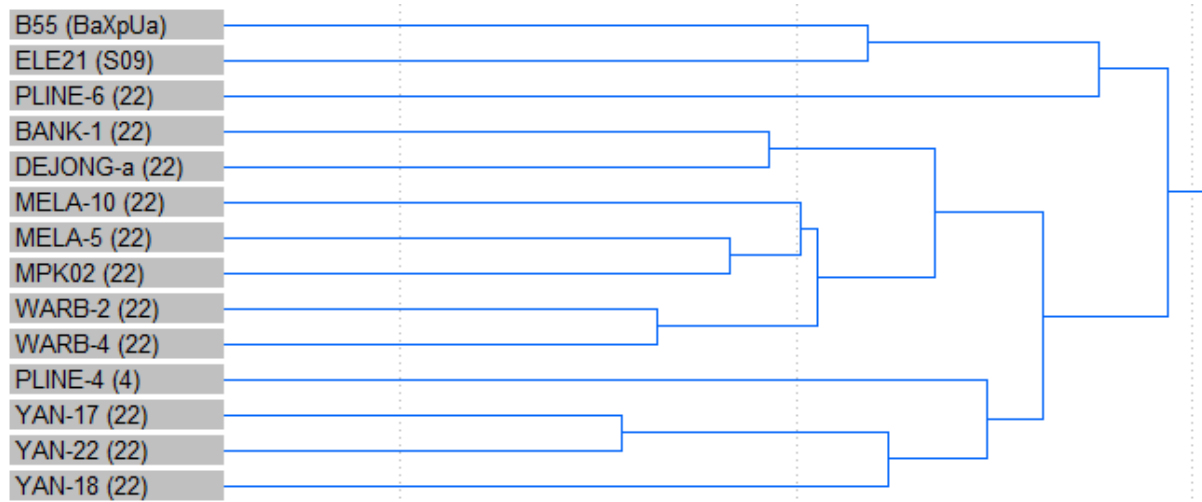 B55 (BaXpUa)
ELE21 (S09)
PLINE-6 (22)
BANK-1 (22)
DEJONG-a (22)
MELA-10 (22)
MELA-5 (22)
MPK02 (22)
WARB-2 (22)
WARB-4 (22)
PLINE-4 (4)
YAN-17 (22)
YAN-22 (22)
YAN-18 (22)